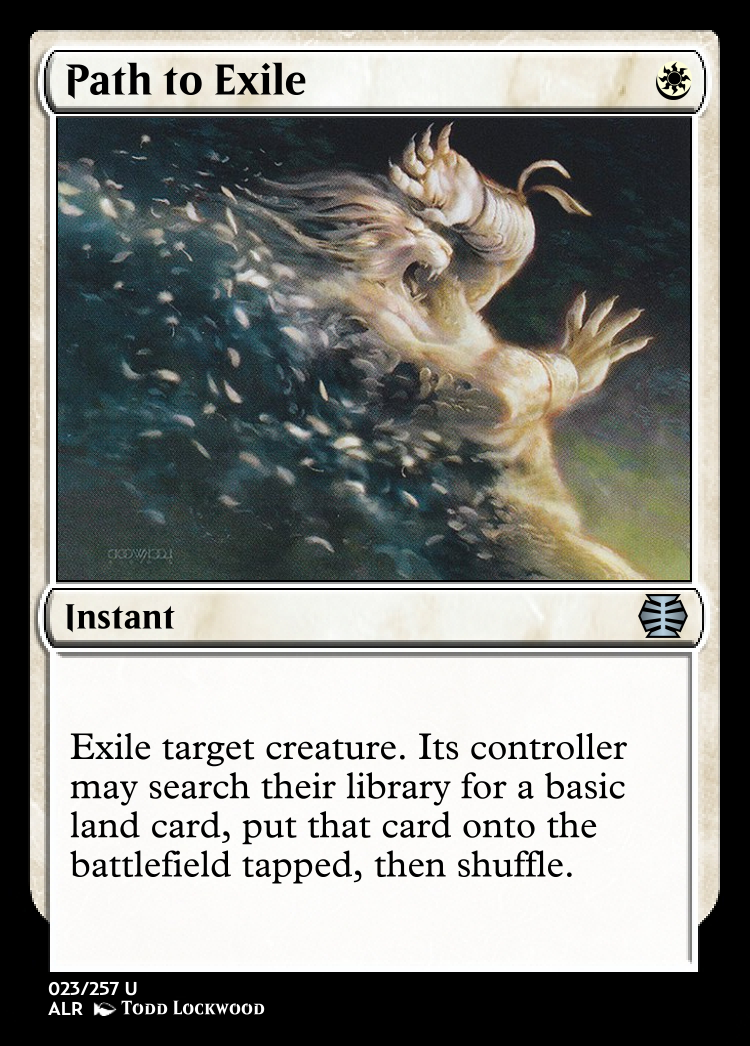 Path to Exile
Instant
Exile target creature. Its controller
may search their library for a basic
land card, put that card onto the
battlefield tapped, then shuffle.
023/257 U
ALR Todd Lockwood